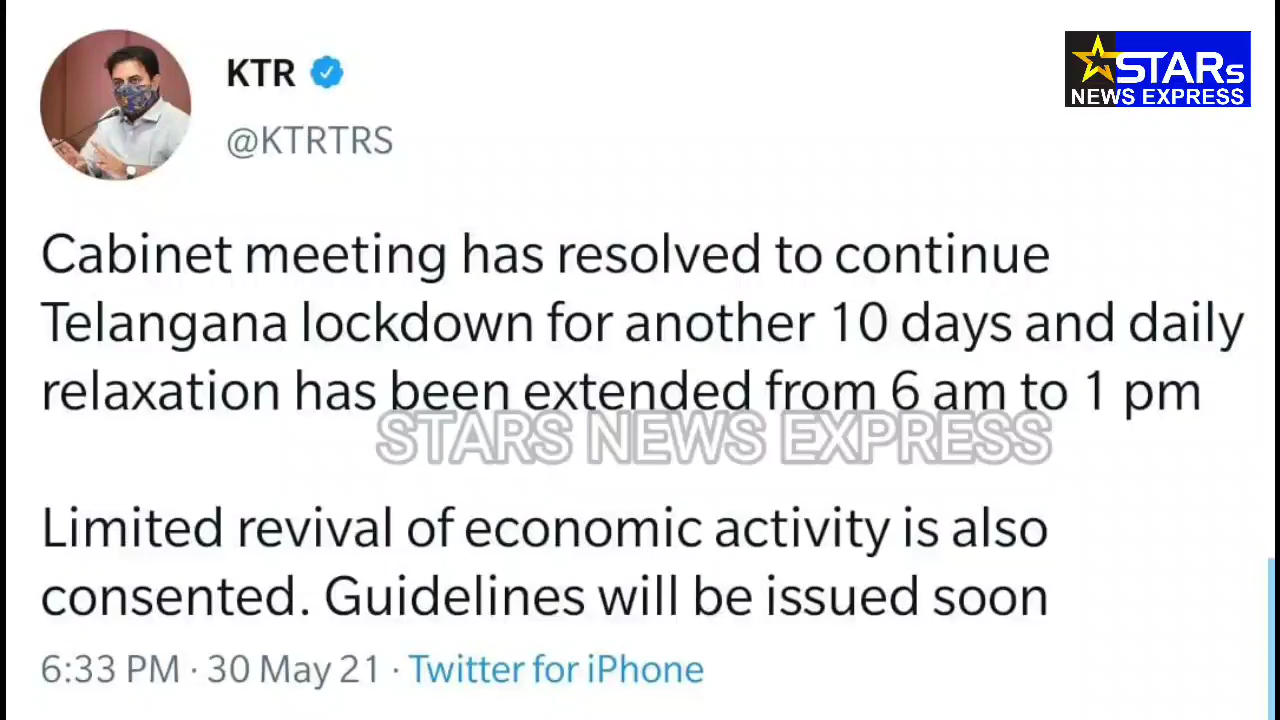 KTR
@KTRTRS
STARs
NEWS EXPRESS
Cabinet meeting has resolved to continue
Telangana lockdown for another 10 days and daily
relaxation has been extended from 6 am to 1 pm
STARS NEWS EXPRESS
Limited revival of economic activity is also
consented. Guidelines will be issued soon
6:33 PM · 30 May 21 · Twitter for iPhone